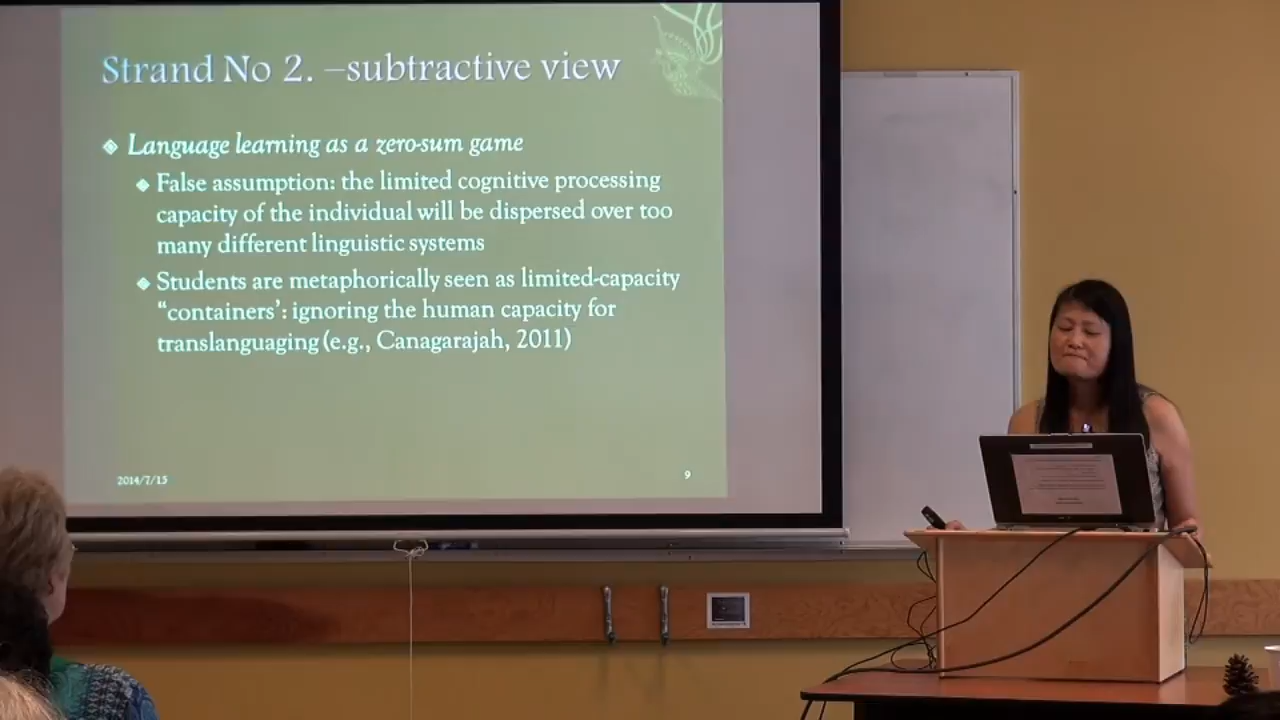 Strand No 2. –subtractive view
Language learning as a zero-sum game
False assumption: the limited cognitive processing
capacity of the individual will be dispersed over too
many different linguistic systems
Students are metaphorically seen as limited-capacity
“containers’: ignoring the human capacity for
translanguaging (e.g., Canagarajah, 2011)
2014/7/15
9